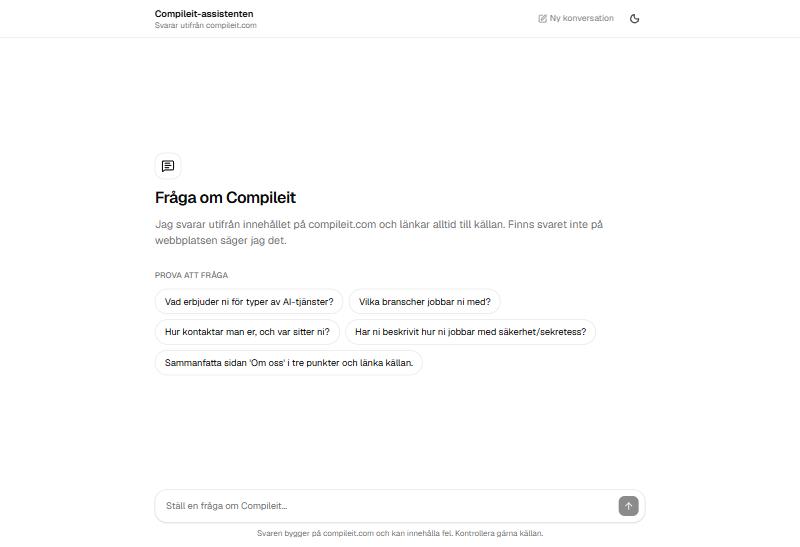 Compileit-assistenten
Svarar utifrån compileit.com
Ny konversation
Fråga om Compileit
Jag svarar utifrån innehållet på compileit.com och länkar alltid till källan. Finns svaret inte på
webbplatsen säger jag det.
PROVA ATT FRÅGA
Vad erbjuder ni för typer av AI-tjänster?
Vilka branscher jobbar ni med?
Hur kontaktar man er, och var sitter ni?
Har ni beskrivit hur ni jobbar med säkerhet/sekretess?
Sammanfatta sidan 'Om oss' i tre punkter och länka källan.
Ställ en fråga om Compileit...
Svaren bygger på compileit.com och kan innehålla fel. Kontrollera gärna källan.